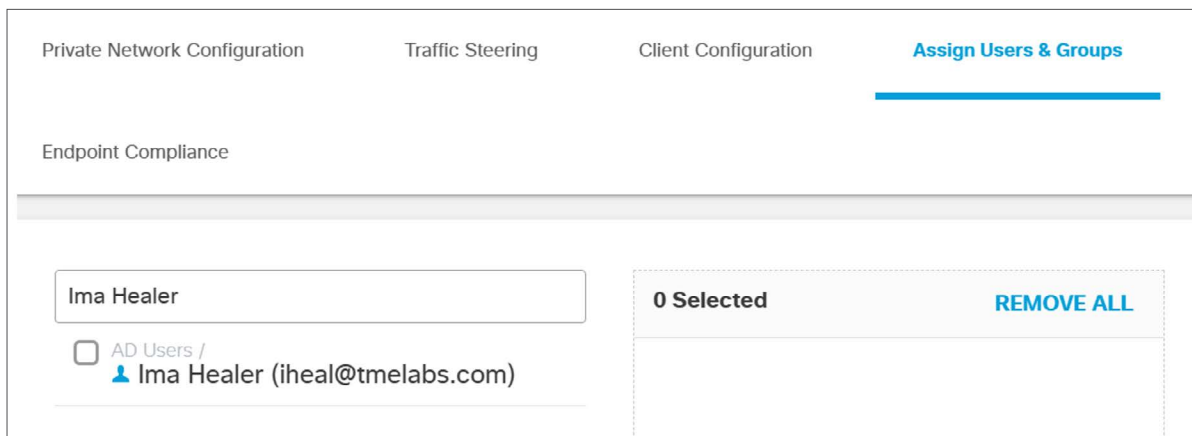 Private Network Configuration Traffic Steering Client Configuration Assign Users & Groups
Endpoint Compliance
Ima Healer
AD Users /
Ima Healer (iheal@tmelabs.com)
0 Selected REMOVE ALL